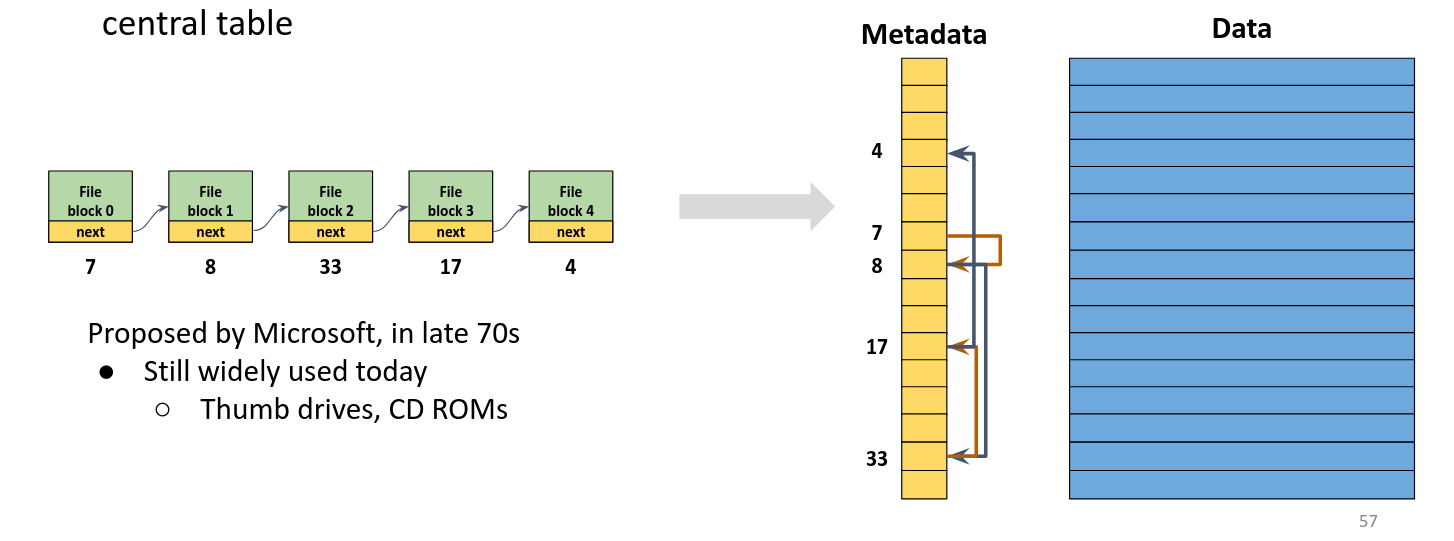 central table
Metadata
Data
File block 0
next
7
File block 1
next
8
File block 2
next
33
File block 3
next
17
File block 4
next
4
Proposed by Microsoft, in late 70s
● Still widely used today
○ Thumb drives, CD ROMs
4
7
8
17
33
57